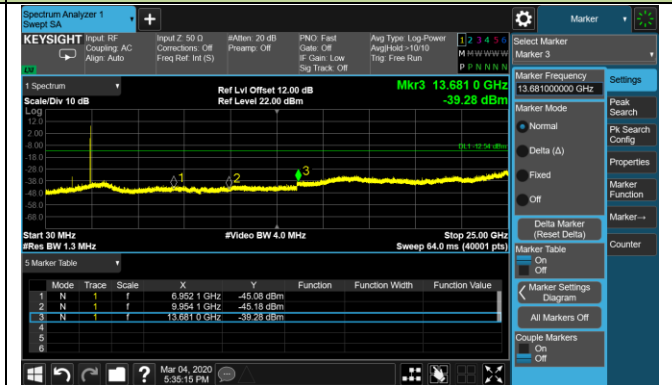 Spectrum Analyzer 1
Swept SA
+
Marker
KEYSIGHT
Input: RF
Coupling: AC
Align: Auto
Input Z: 50 Ω
Corrections: Off
Freq Ref: Int (S)
#Atten: 20 dB
Preamp: Off
PNO: Fast
Gate: Off
IF Gain: Low
Sig Track: Off
Avg Type: Log-Power
Avg|Hold:>10/10
Trig: Free Run
1 2 3 4 5 6
M M W W W W
P P N N N N
LXI
Select Marker
Marker 3
1 Spectrum
Scale/Div 10 dB
Ref Lvl Offset 12.00 dB
Ref Level 22.00 dBm
Mkr3 13.681 0 GHz
-39.28 dBm
Log
12.0
2.00
-8.00
-18.0
-28.0
-38.0
-48.0
-58.0
-68.0
DL1 -12.54 dBm
1
2
3
Start 30 MHz
#Res BW 1.3 MHz
#Video BW 4.0 MHz
Stop 25.00 GHz
Sweep 64.0 ms (40001 pts)
5 Marker Table
Mode Trace Scale X Y Function Function Width Function Value
1 N 1 f 6.952 1 GHz -45.08 dBm
2 N 1 f 9.954 1 GHz -45.18 dBm
3 N 1 f 13.681 0 GHz -39.28 dBm
4
5
6
Marker Frequency
13.681000000 GHz
Marker Mode
Normal
Delta (Δ)
Fixed
Off
Delta Marker
(Reset Delta)
Marker Table
On
Off
Marker Settings
Diagram
All Markers Off
Couple Markers
On
Off
Settings
Peak
Search
Pk Search
Config
Properties
Marker
Function
Marker→
Counter
?
Mar 04, 2020
5:35:15 PM